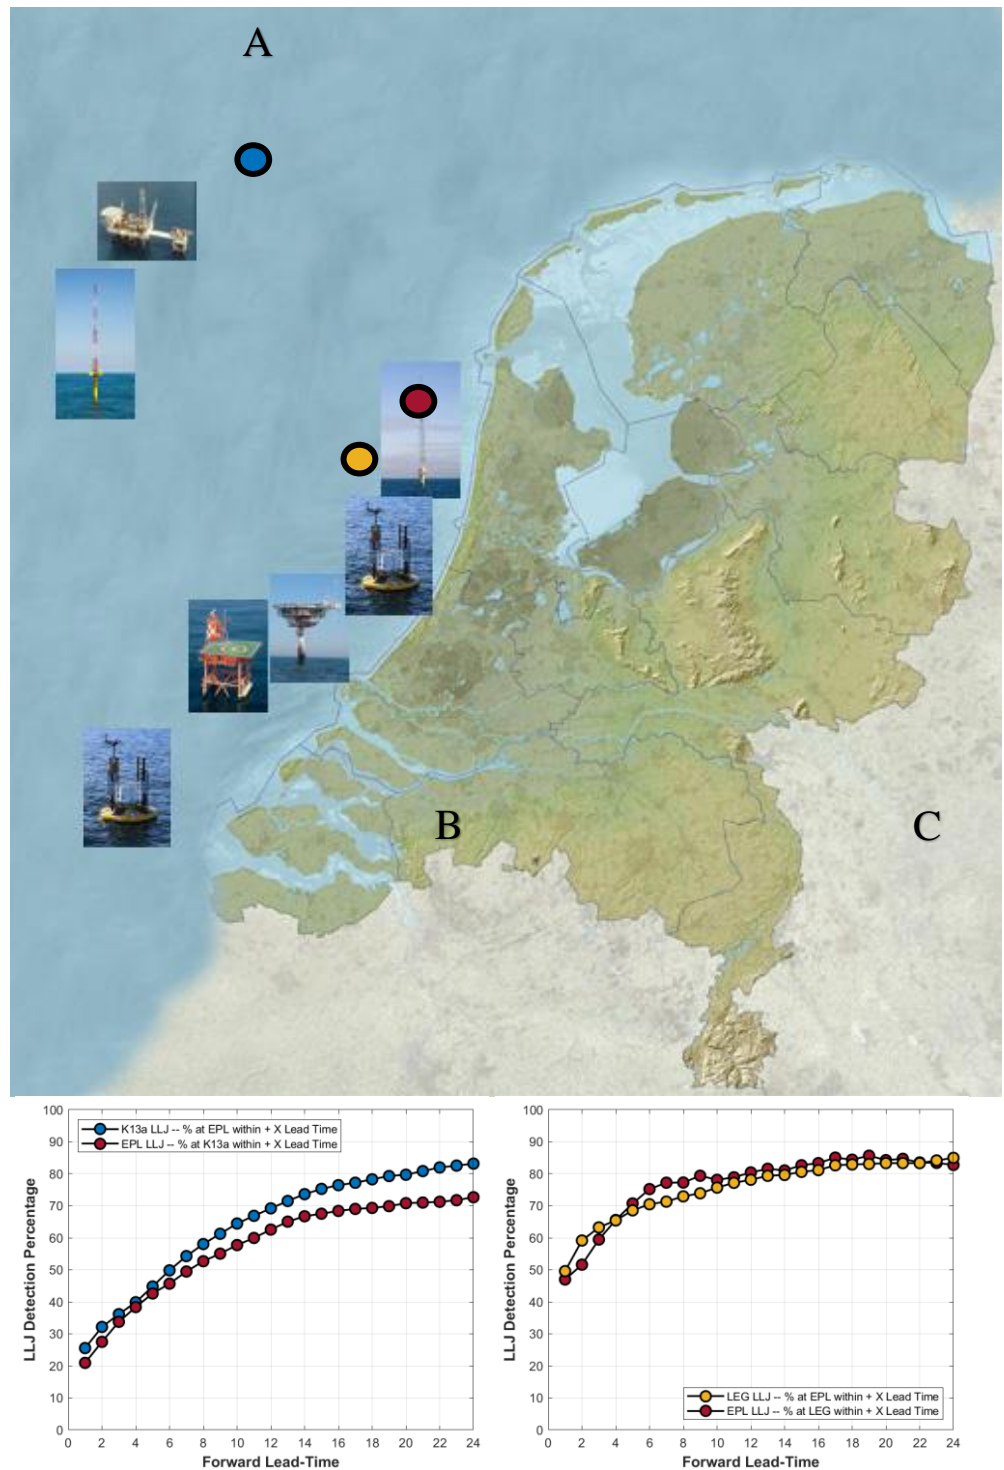 A
B
C
100
90
80
70
60
50
40
30
20
10
0
LLJ Detection Percentage
K13a LLJ -- % at EPL within + X Lead Time
EPL LLJ -- % at K13a within + X Lead Time
0 2 4 6 8 10 12 14 16 18 20 22 24
Forward Lead-Time
100
90
80
70
60
50
40
30
20
10
0
LLJ Detection Percentage
LEG LLJ -- % at EPL within + X Lead Time
EPL LLJ -- % at LEG within + X Lead Time
0 2 4 6 8 10 12 14 16 18 20 22 24
Forward Lead-Time